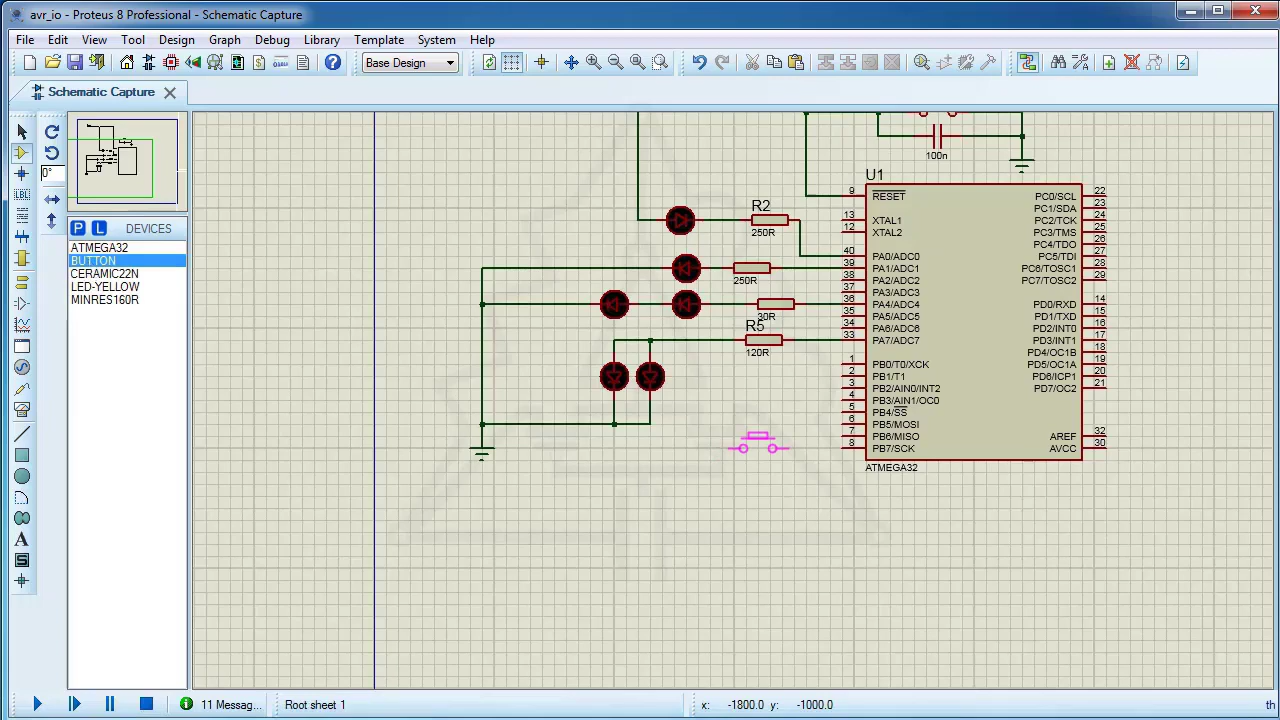 avr_io - Proteus 8 Professional - Schematic Capture
File Edit View Tool Design Graph Debug Library Template System Help
Base Design
Schematic Capture
0°
LBL
P L DEVICES
ATMEGA32
BUTTON
CERAMIC22N
LED-YELLOW
MINRES160R
A
S
100n
U1
R2
250R
250R
30R
R5
120R
9 RESET
13 XTAL1
12 XTAL2
40 PA0/ADC0
39 PA1/ADC1
38 PA2/ADC2
37 PA3/ADC3
36 PA4/ADC4
35 PA5/ADC5
34 PA6/ADC6
33 PA7/ADC7
1 PB0/T0/XCK
2 PB1/T1
3 PB2/AIN0/INT2
4 PB3/AIN1/OC0
5 PB4/SS
6 PB5/MOSI
7 PB6/MISO
8 PB7/SCK
PC0/SCL 22
PC1/SDA 23
PC2/TCK 24
PC3/TMS 25
PC4/TDO 26
PC5/TDI 27
PC6/TOSC1 28
PC7/TOSC2 29
PD0/RXD 14
PD1/TXD 15
PD2/INT0 16
PD3/INT1 17
PD4/OC1B 18
PD5/OC1A 19
PD6/ICP1 20
PD7/OC2 21
AREF 32
AVCC 30
ATMEGA32
11 Messag...
Root sheet 1
x: -1800.0 y: -1000.0
th